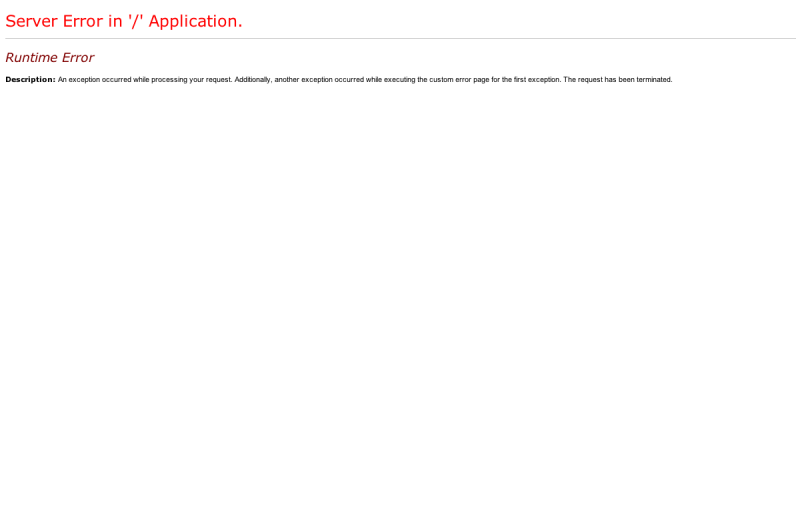 Server Error in '/' Application.
Runtime Error
Description: An exception occurred while processing your request. Additionally, another exception occurred while executing the custom error page for the first exception. The request has been terminated.